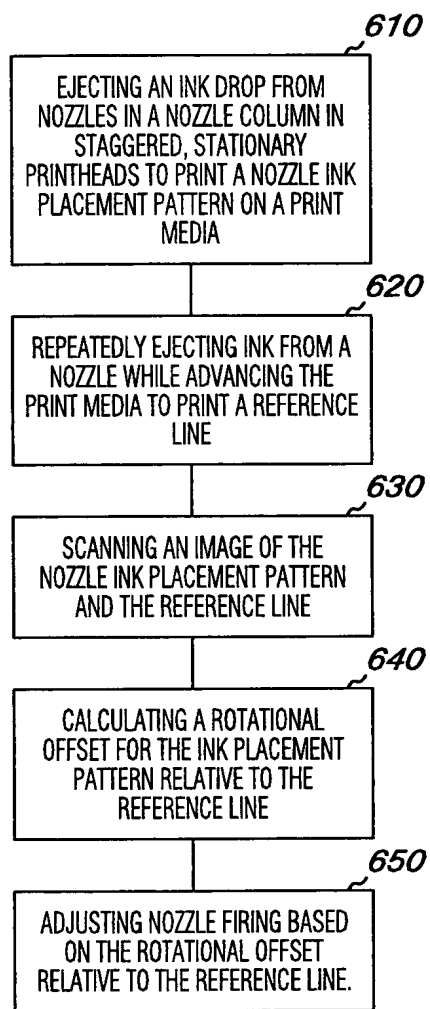 610
EJECTING AN INK DROP FROM
NOZZLES IN A NOZZLE COLUMN IN
STAGGERED, STATIONARY
PRINTHEADS TO PRINT A NOZZLE INK
PLACEMENT PATTERN ON A PRINT
MEDIA
620
REPEATEDLY EJECTING INK FROM A
NOZZLE WHILE ADVANCING THE
PRINT MEDIA TO PRINT A REFERENCE
LINE
630
SCANNING AN IMAGE OF THE
NOZZLE INK PLACEMENT PATTERN
AND THE REFERENCE LINE
640
CALCULATING A ROTATIONAL
OFFSET FOR THE INK PLACEMENT
PATTERN RELATIVE TO THE
REFERENCE LINE
650
ADJUSTING NOZZLE FIRING BASED
ON THE ROTATIONAL OFFSET
RELATIVE TO THE REFERENCE LINE.